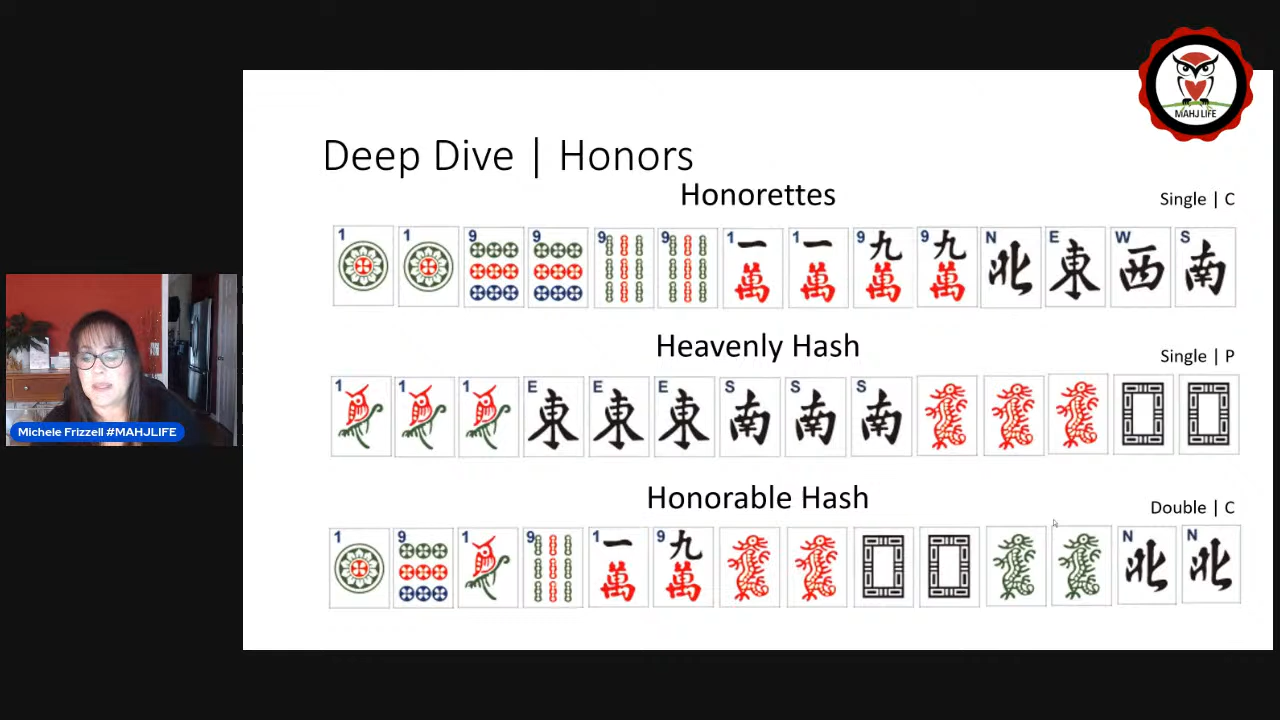 MAHJ LIFE
Deep Dive | Honors
Honorettes
Single | C
1 1 9 9 9 9 1 1 9 9 N E W S
一 一 九 九 北 東 西 南
萬 萬 萬 萬
Heavenly Hash
Single | P
1 1 1 E E E S S S
東 東 東 南 南 南
Michele Frizzell #MAHJLIFE
Honorable Hash
Double | C
1 9 1 9 1 9 N N
一 九 北 北
萬 萬